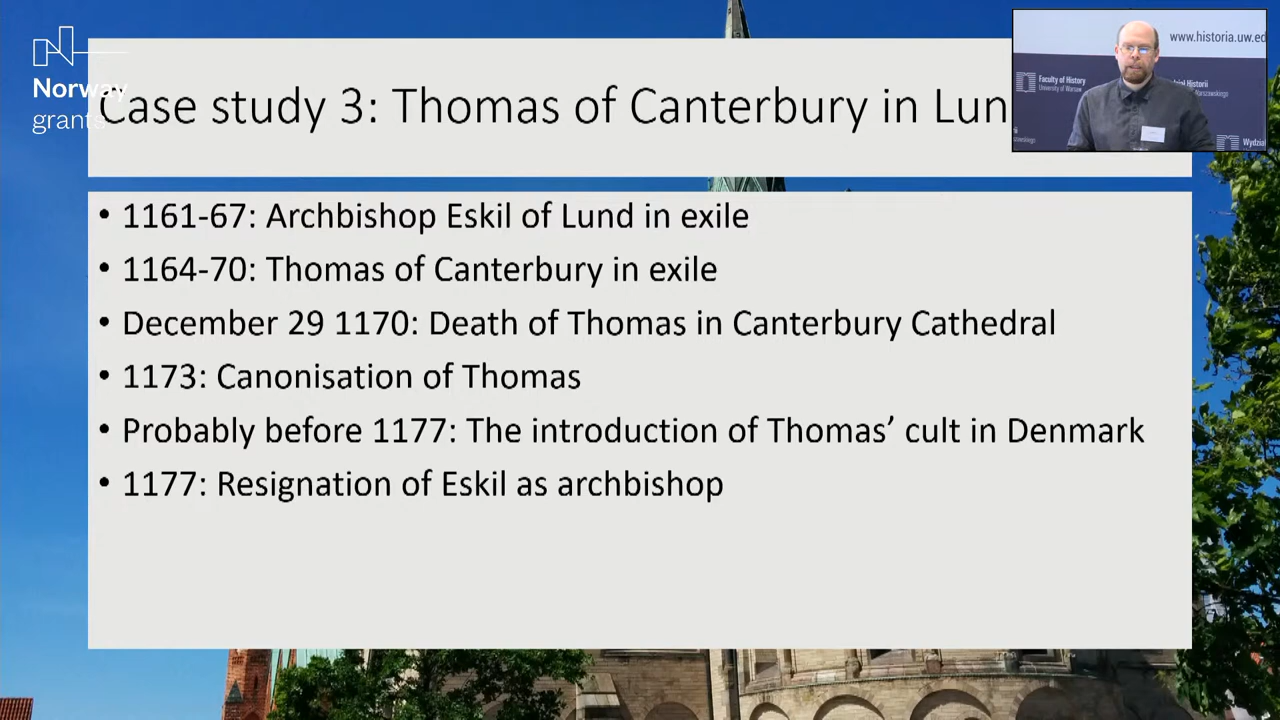 Norway
grants
Case study 3: Thomas of Canterbury in Lun
www.historia.uw.ed
Faculty of History
University of Warsaw
Historii
Warszawskiego
Wydział
• 1161-67: Archbishop Eskil of Lund in exile
• 1164-70: Thomas of Canterbury in exile
• December 29 1170: Death of Thomas in Canterbury Cathedral
• 1173: Canonisation of Thomas
• Probably before 1177: The introduction of Thomas’ cult in Denmark
• 1177: Resignation of Eskil as archbishop